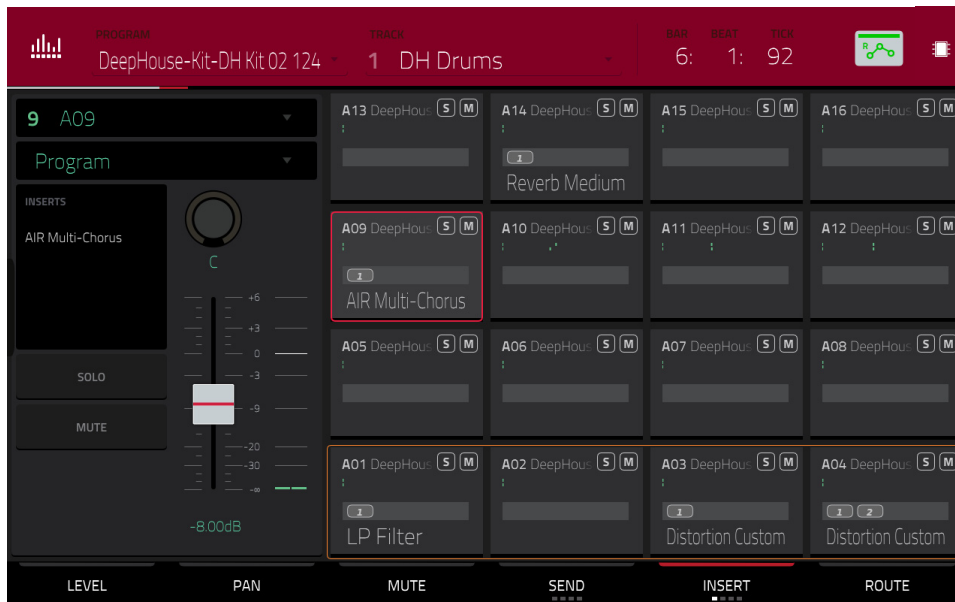 PROGRAM
DeepHouse-Kit-DH Kit 02 124
TRACK
1 DH Drums
BAR BEAT TICK
6: 1: 92
R
9 A09
Program
INSERTS
AIR Multi-Chorus
C
+6
+3
0
-3
-9
-20
-30
-∞
-8.00dB
SOLO
MUTE
A13 DeepHous S M
A14 DeepHous S M
1
Reverb Medium
A15 DeepHous S M
A16 DeepHous S M
A09 DeepHous S M
1
AIR Multi-Chorus
A10 DeepHous S M
A11 DeepHous S M
A12 DeepHous S M
A05 DeepHous S M
A06 DeepHous S M
A07 DeepHous S M
A08 DeepHous S M
A01 DeepHous S M
1
LP Filter
A02 DeepHous S M
A03 DeepHous S M
1
Distortion Custom
A04 DeepHous S M
1 2
Distortion Custom
LEVEL PAN MUTE SEND INSERT ROUTE